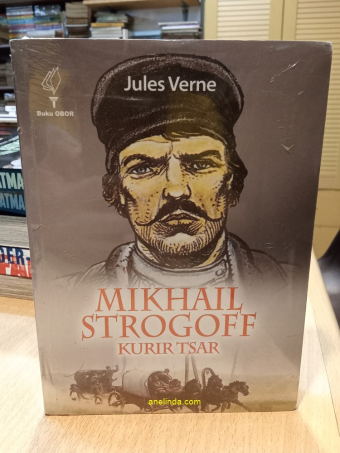 Buku OBOR
Jules Verne
MIKHAIL
STROGOFF
KURIR TSAR
anelinda.com